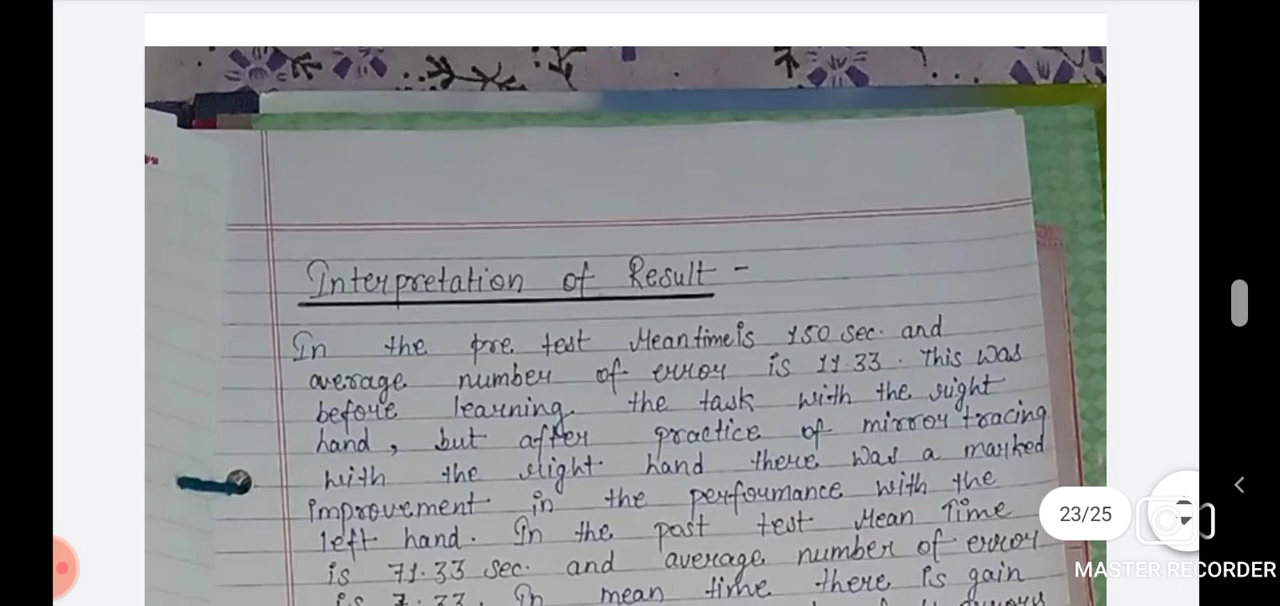 Interpretation of Result -
In the pre test Mean time is 150 sec. and
average number of error is 11.33. This was
before learning. the task with the right
hand, but after practice of mirror tracing
with the right hand there was a marked
improvement in the performance with the
left hand. In the post test Mean Time
is 71.33 sec. and average number of error
In mean time there is gain
23/25
MASTER RECORDER